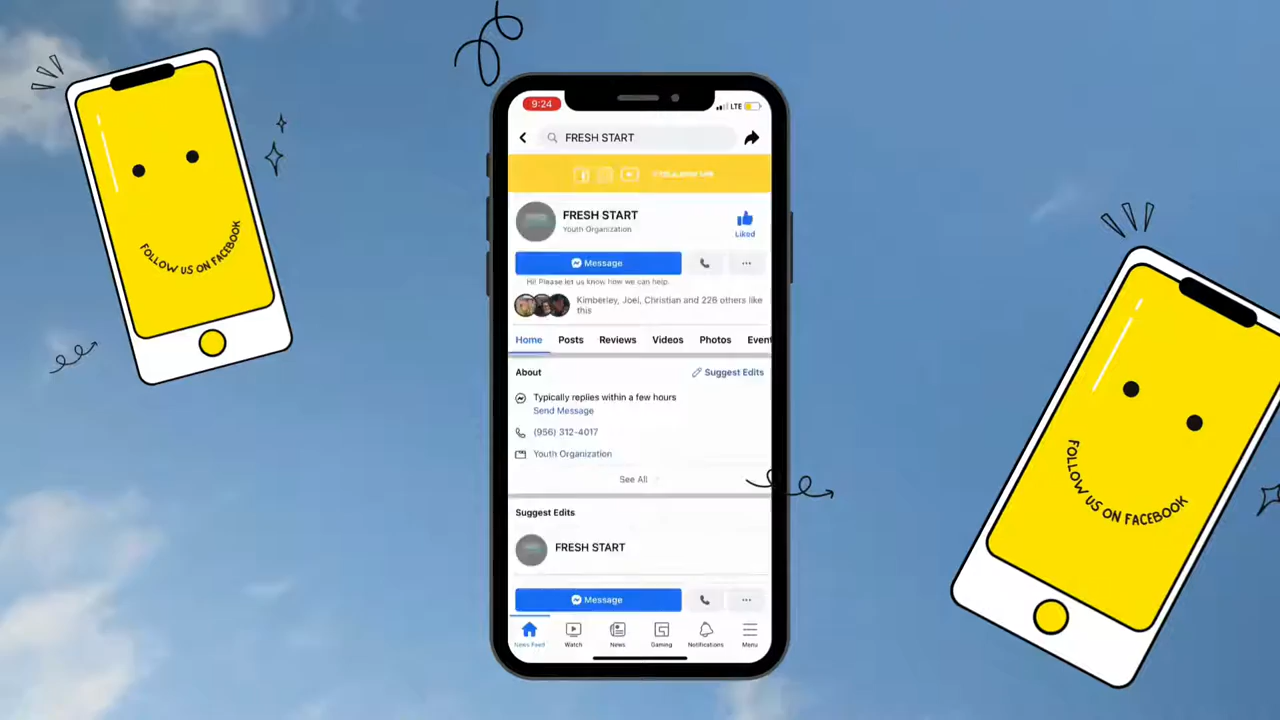 FOLLOW US ON FACEBOOK
9:24
LTE
FRESH START
FRESH START
Youth Organization
Liked
Message
Hi! Please let us know how we can help.
Kimberley, Joel, Christian and 226 others like
this
Home Posts Reviews Videos Photos Event
About
Suggest Edits
Typically replies within a few hours
Send Message
(956) 312-4017
Youth Organization
See All
Suggest Edits
FRESH START
Message
News Feed Watch News Gaming Notifications Menu
FOLLOW US ON FACEBOOK